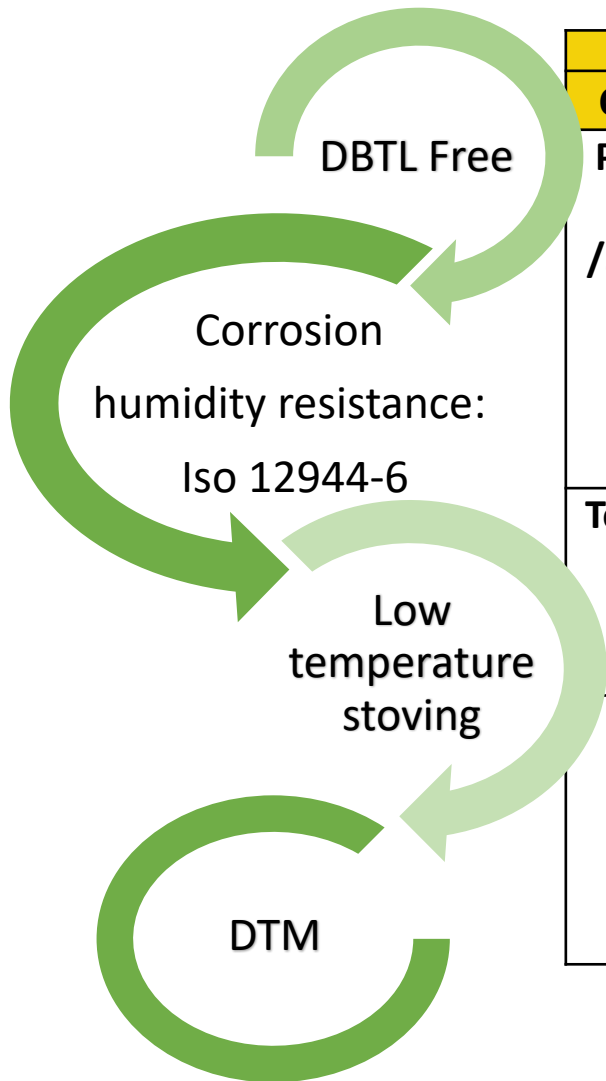 DBTL Free
Corrosion
humidity resistance:
Iso 12944-6
Low
temperature
stoving
DTM